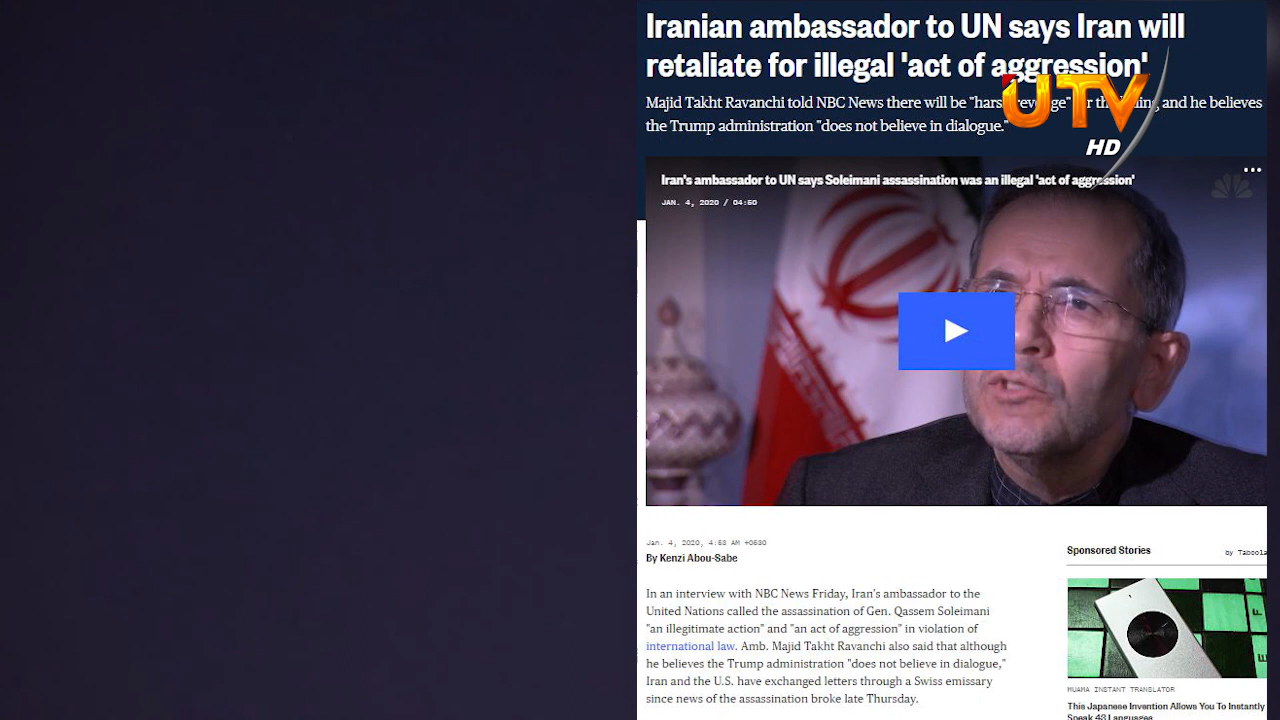 Iranian ambassador to UN says Iran will
retaliate for illegal 'act of aggression'
Majid Takht Ravanchi told NBC News there will be "harsh revenge" for the killing, and he believes
the Trump administration "does not believe in dialogue."
UTV
HD
Iran's ambassador to UN says Soleimani assassination was an illegal 'act of aggression'
JAN. 4, 2020 / 04:50
Jan. 4, 2020, 4:53 AM +0530
By Kenzi Abou-Sabe
Sponsored Stories
by Taboola
In an interview with NBC News Friday, Iran's ambassador to the
United Nations called the assassination of Gen. Qassem Soleimani
"an illegitimate action" and "an act of aggression" in violation of
international law. Amb. Majid Takht Ravanchi also said that although
he believes the Trump administration "does not believe in dialogue,"
Iran and the U.S. have exchanged letters through a Swiss emissary
since news of the assassination broke late Thursday.
MUAMA INSTANT TRANSLATOR
This Japanese Invention Allows You To Instantly
Speak 43 Languages